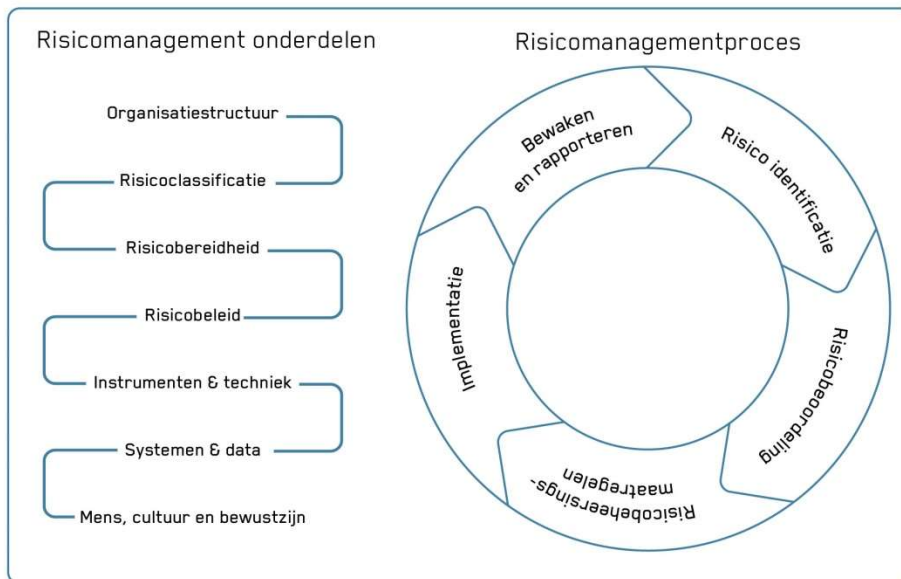 Risicomanagement onderdelen
Organisatiestructuur
Risicoclassificatie
Risicobereidheid
Risicobeleid
Instrumenten & techniek
Systemen & data
Mens, cultuur en bewustzijn
Risicomanagementproces
Risico identificatie
Risicobeoordeling
Risicobeheersings-
maatregelen
Implementatie
Bewaken
en rapporteren